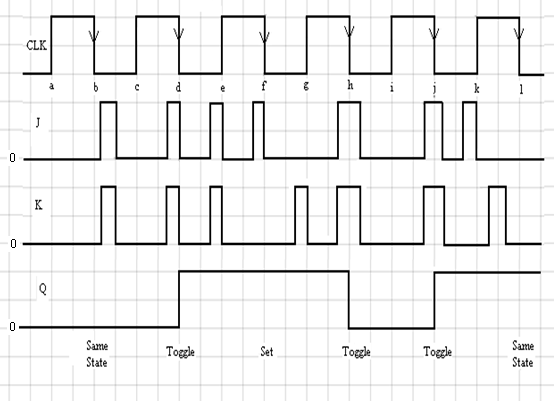 CLK
a b c d e f g h i j k l
J
0
K
0
Q
0
Same State Toggle Set Toggle Toggle Same State